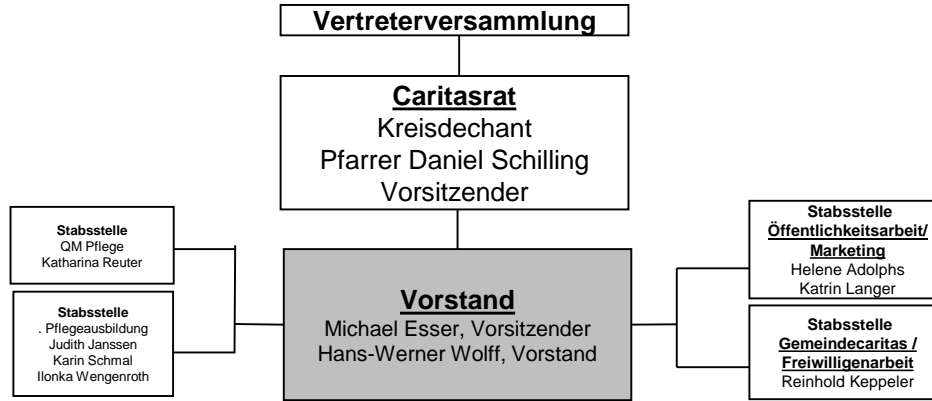 Vertreterversammlung
Caritasrat
Kreisdechant
Pfarrer Daniel Schilling
Vorsitzender
Stabsstelle
QM Pflege
Katharina Reuter
Stabsstelle
. Pflegeausbildung
Judith Janssen
Karin Schmal
Ilonka Wengenroth
Vorstand
Michael Esser, Vorsitzender
Hans-Werner Wolff, Vorstand
Stabsstelle
Öffentlichkeitsarbeit/
Marketing
Helene Adolphs
Katrin Langer
Stabsstelle
Gemeindecaritas /
Freiwilligenarbeit
Reinhold Keppeler